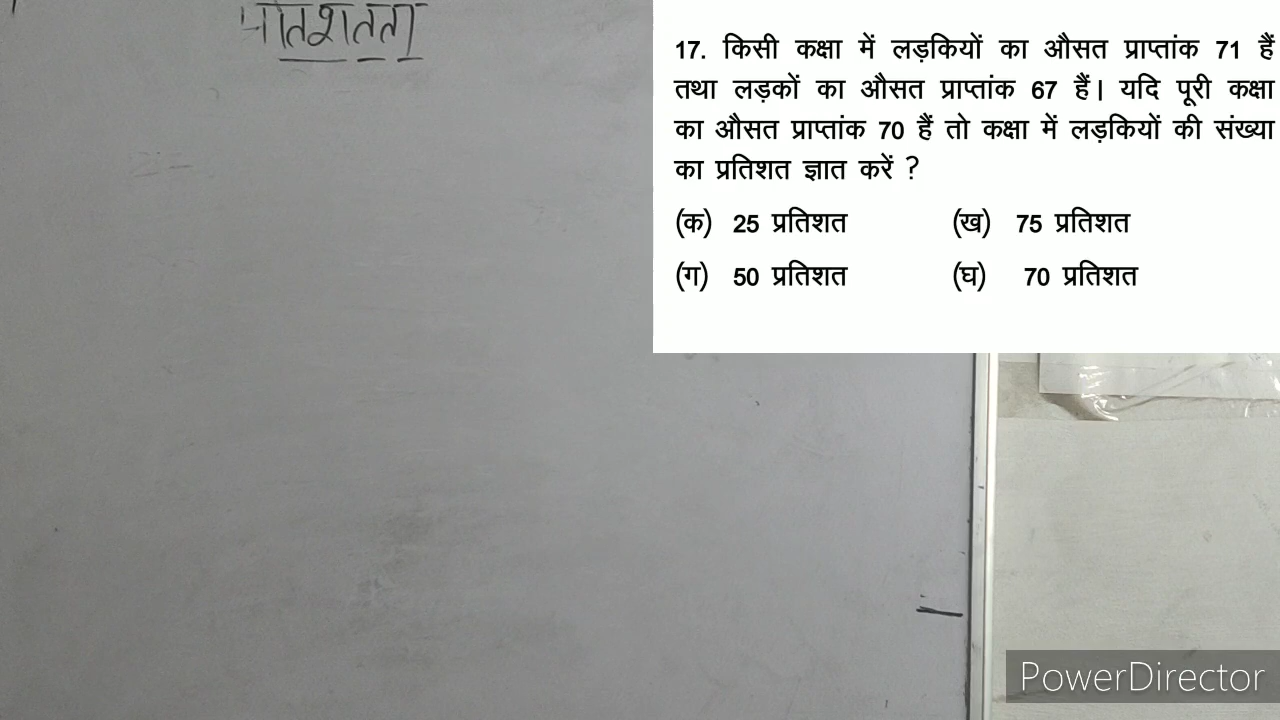 प्रतिशतता
17. किसी कक्षा में लड़कियों का औसत प्राप्तांक 71 हैं
तथा लड़कों का औसत प्राप्तांक 67 हैं। यदि पूरी कक्षा
का औसत प्राप्तांक 70 हैं तो कक्षा में लड़कियों की संख्या
का प्रतिशत ज्ञात करें ?
(क) 25 प्रतिशत (ख) 75 प्रतिशत
(ग) 50 प्रतिशत (घ) 70 प्रतिशत
PowerDirector